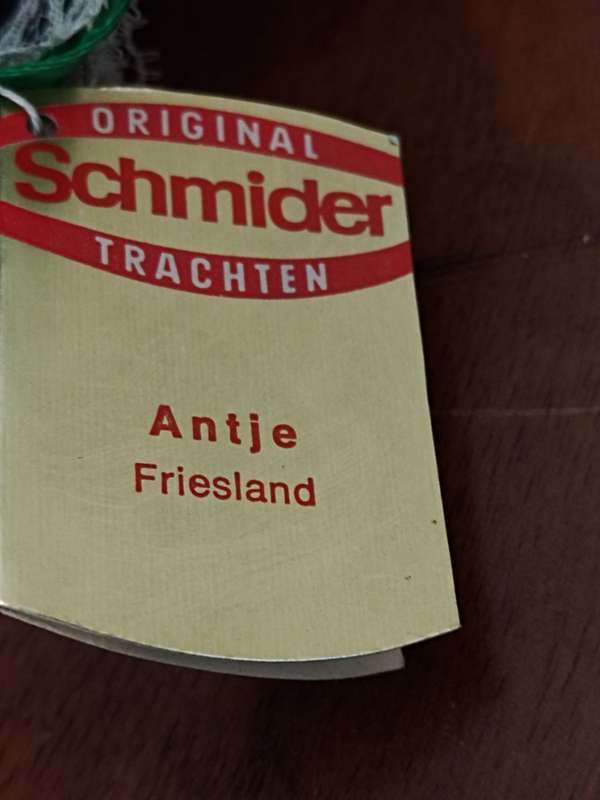 ORIGINAL
Schmider
TRACHTEN
Antje
Friesland